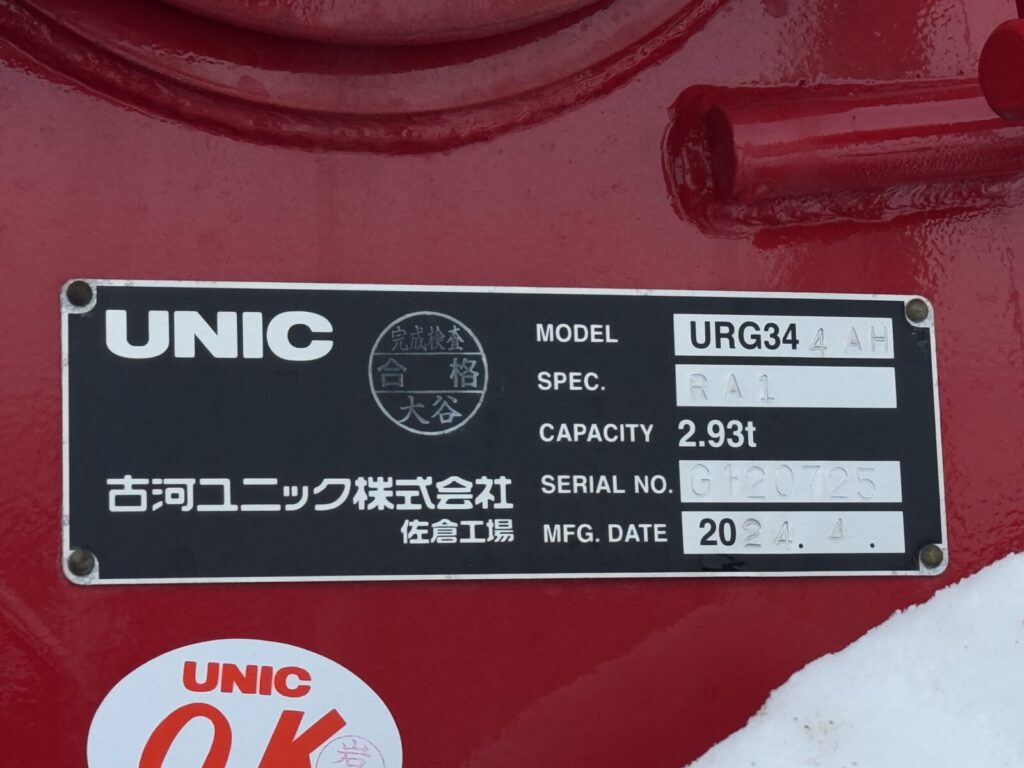 UNIC
完成検査
合格
大谷
古河ユニック株式会社
佐倉工場
MODEL URG344AH
SPEC. RA1
CAPACITY 2.93t
SERIAL NO. G120725
MFG. DATE 2024.4.
UNIC
OK
岩